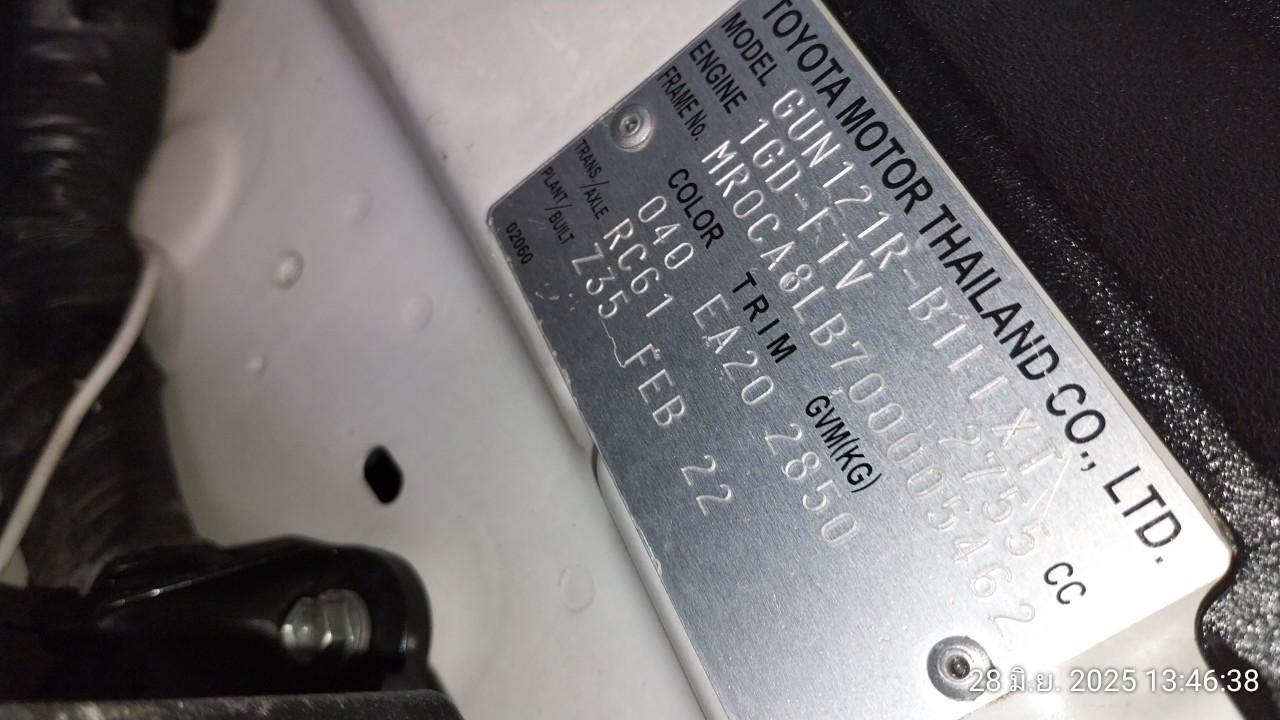 TOYOTA MOTOR THAILAND CO., LTD.
MODEL GUN121R-BTFLXT
ENGINE 1GD-FTV 2755 CC
FRAME No. MR0CA8LB700005462
COLOR TRIM GVM(KG)
040 EA20 2850
TRANS/AXLE RC61
PLANT/BUILT Z35 FEB 22
02060
28 มิ.ย. 2025 13:46:38